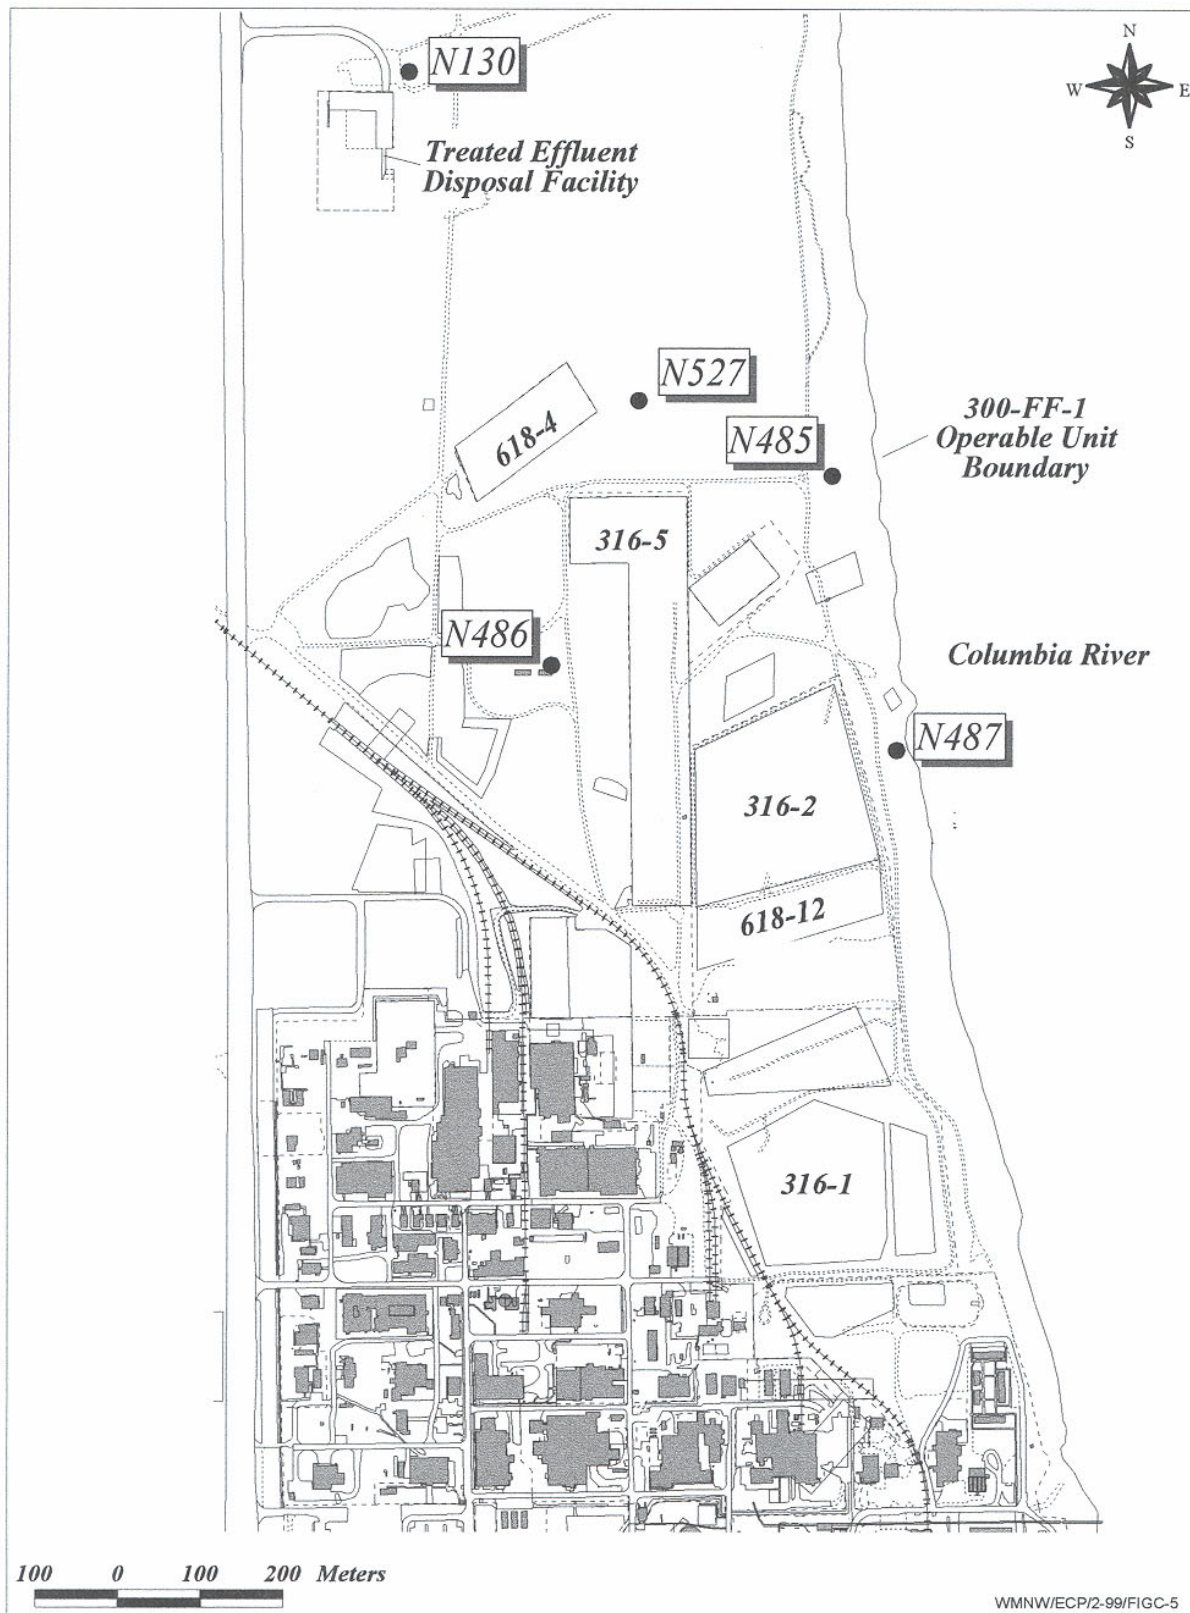 N
W
E
S
N130
Treated Effluent
Disposal Facility
N527
618-4
N485
300-FF-1
Operable Unit
Boundary
316-5
N486
Columbia River
N487
316-2
618-12
316-1
100 0 100 200 Meters
WMNW/ECP/2-99/FIGC-5